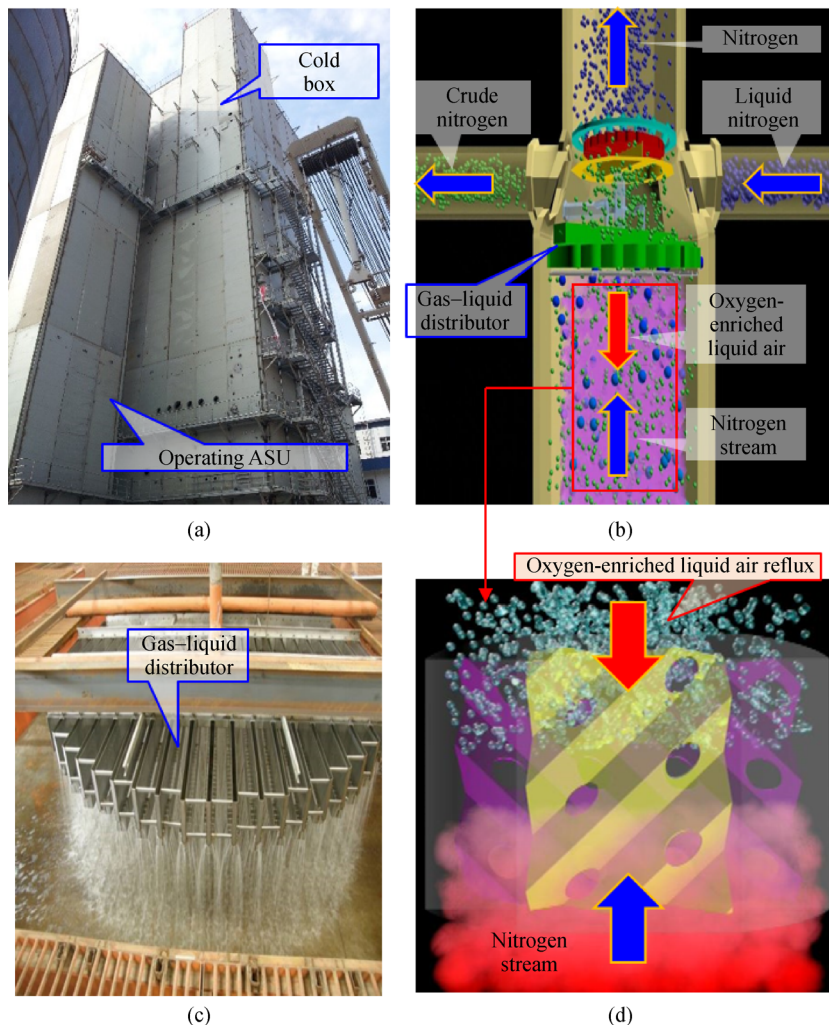 Cold
box
Operating ASU
(a)
Nitrogen
Crude
nitrogen
Liquid
nitrogen
Gas–liquid
distributor
Oxygen-
enriched
liquid air
Nitrogen
stream
(b)
Gas–liquid
distributor
(c)
Oxygen-enriched liquid air reflux
Nitrogen
stream
(d)